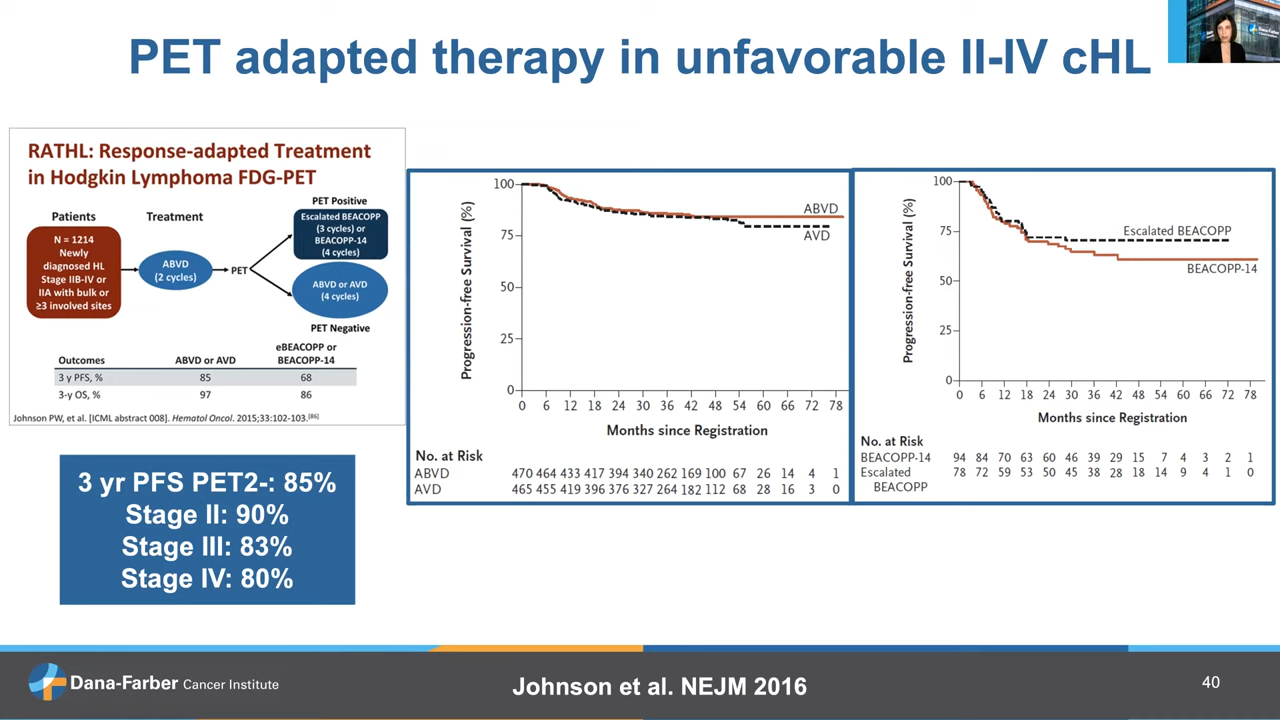 PET adapted therapy in unfavorable II-IV cHL
RATHL: Response-adapted Treatment
in Hodgkin Lymphoma FDG-PET
Patients
Treatment
PET Positive
N = 1214
Newly
diagnosed HL
Stage IIB-IV or
IIA with bulk or
≥3 involved sites
ABVD
(2 cycles)
PET
Escalated BEACOPP
(3 cycles) or
BEACOPP-14
(4 cycles)
ABVD or AVD
(4 cycles)
PET Negative
Outcomes ABVD or AVD eBEACOPP or BEACOPP-14
3 y PFS, % 85 68
3-y OS, % 97 86
Johnson PW, et al. [ICML abstract 008]. Hematol Oncol. 2015;33:102-103.[86]
3 yr PFS PET2-: 85%
Stage II: 90%
Stage III: 83%
Stage IV: 80%
Progression-free Survival (%)
100
75
50
25
0
ABVD
AVD
0 6 12 18 24 30 36 42 48 54 60 66 72 78
Months since Registration
No. at Risk
ABVD 470 464 433 417 394 340 262 169 100 67 26 14 4 1
AVD 465 455 419 396 376 327 264 182 112 68 28 16 3 0
Progression-free Survival (%)
100
75
50
25
0
Escalated BEACOPP
BEACOPP-14
0 6 12 18 24 30 36 42 48 54 60 66 72 78
Months since Registration
No. at Risk
BEACOPP-14 94 84 70 63 60 46 39 29 15 7 4 3 2 1
Escalated 78 72 59 53 50 45 38 28 18 14 9 4 1 0
BEACOPP
Dana-Farber Cancer Institute
Johnson et al. NEJM 2016
40